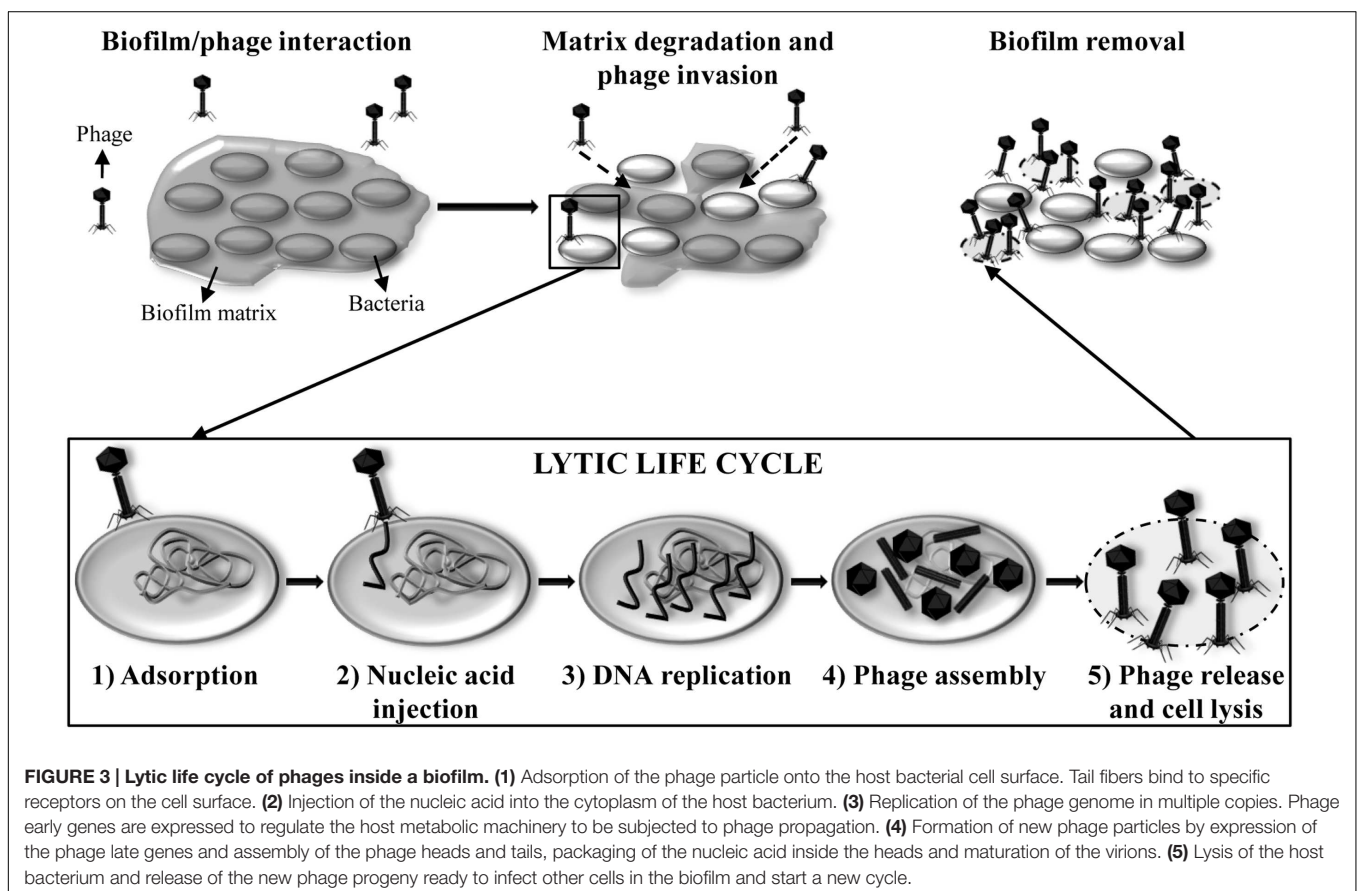 Biofilm/phage interaction
Matrix degradation and
phage invasion
Biofilm removal
Phage
Biofilm matrix
Bacteria
LYTIC LIFE CYCLE
1) Adsorption
2) Nucleic acid
injection
3) DNA replication
4) Phage assembly
5) Phage release
and cell lysis
FIGURE 3 | Lytic life cycle of phages inside a biofilm. (1) Adsorption of the phage particle onto the host bacterial cell surface. Tail fibers bind to specific
receptors on the cell surface. (2) Injection of the nucleic acid into the cytoplasm of the host bacterium. (3) Replication of the phage genome in multiple copies. Phage
early genes are expressed to regulate the host metabolic machinery to be subjected to phage propagation. (4) Formation of new phage particles by expression of
the phage late genes and assembly of the phage heads and tails, packaging of the nucleic acid inside the heads and maturation of the virions. (5) Lysis of the host
bacterium and release of the new phage progeny ready to infect other cells in the biofilm and start a new cycle.